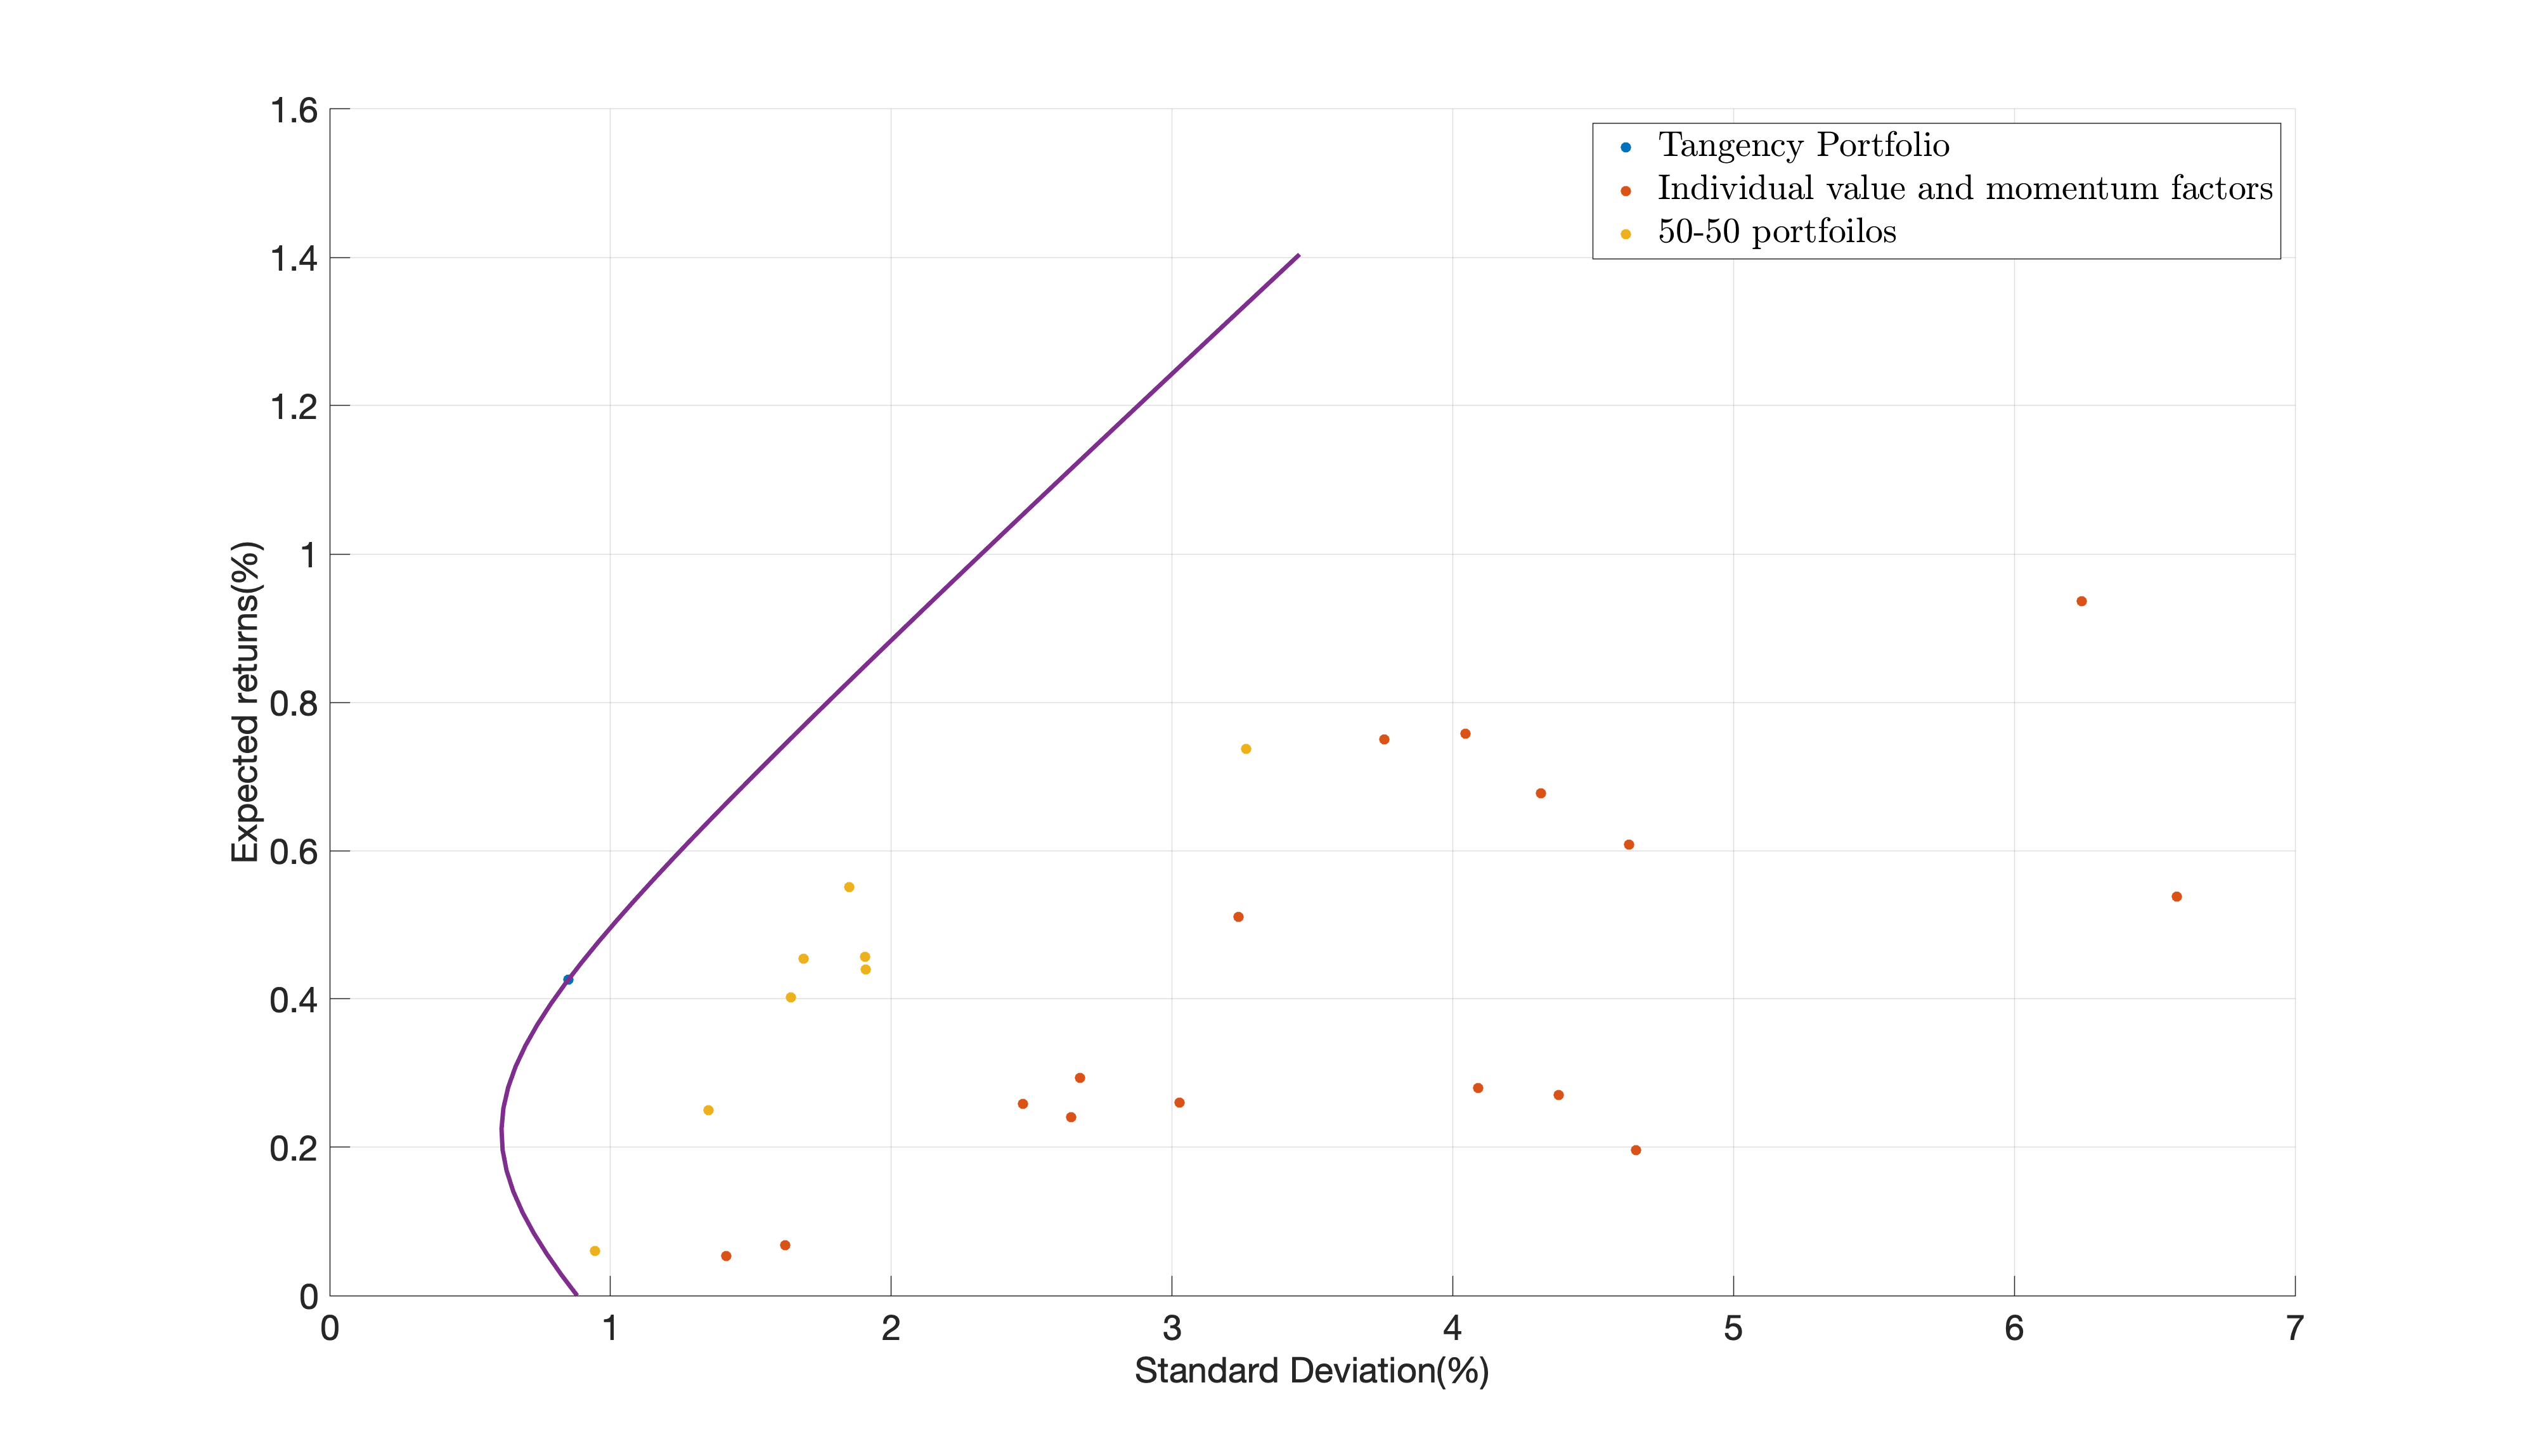 Tangency Portfolio
Individual value and momentum factors
50-50 portfoilos
1.6
1.4
1.2
1
0.8
0.6
0.4
0.2
0
Expected returns(%)
0 1 2 3 4 5 6 7
Standard Deviation(%)